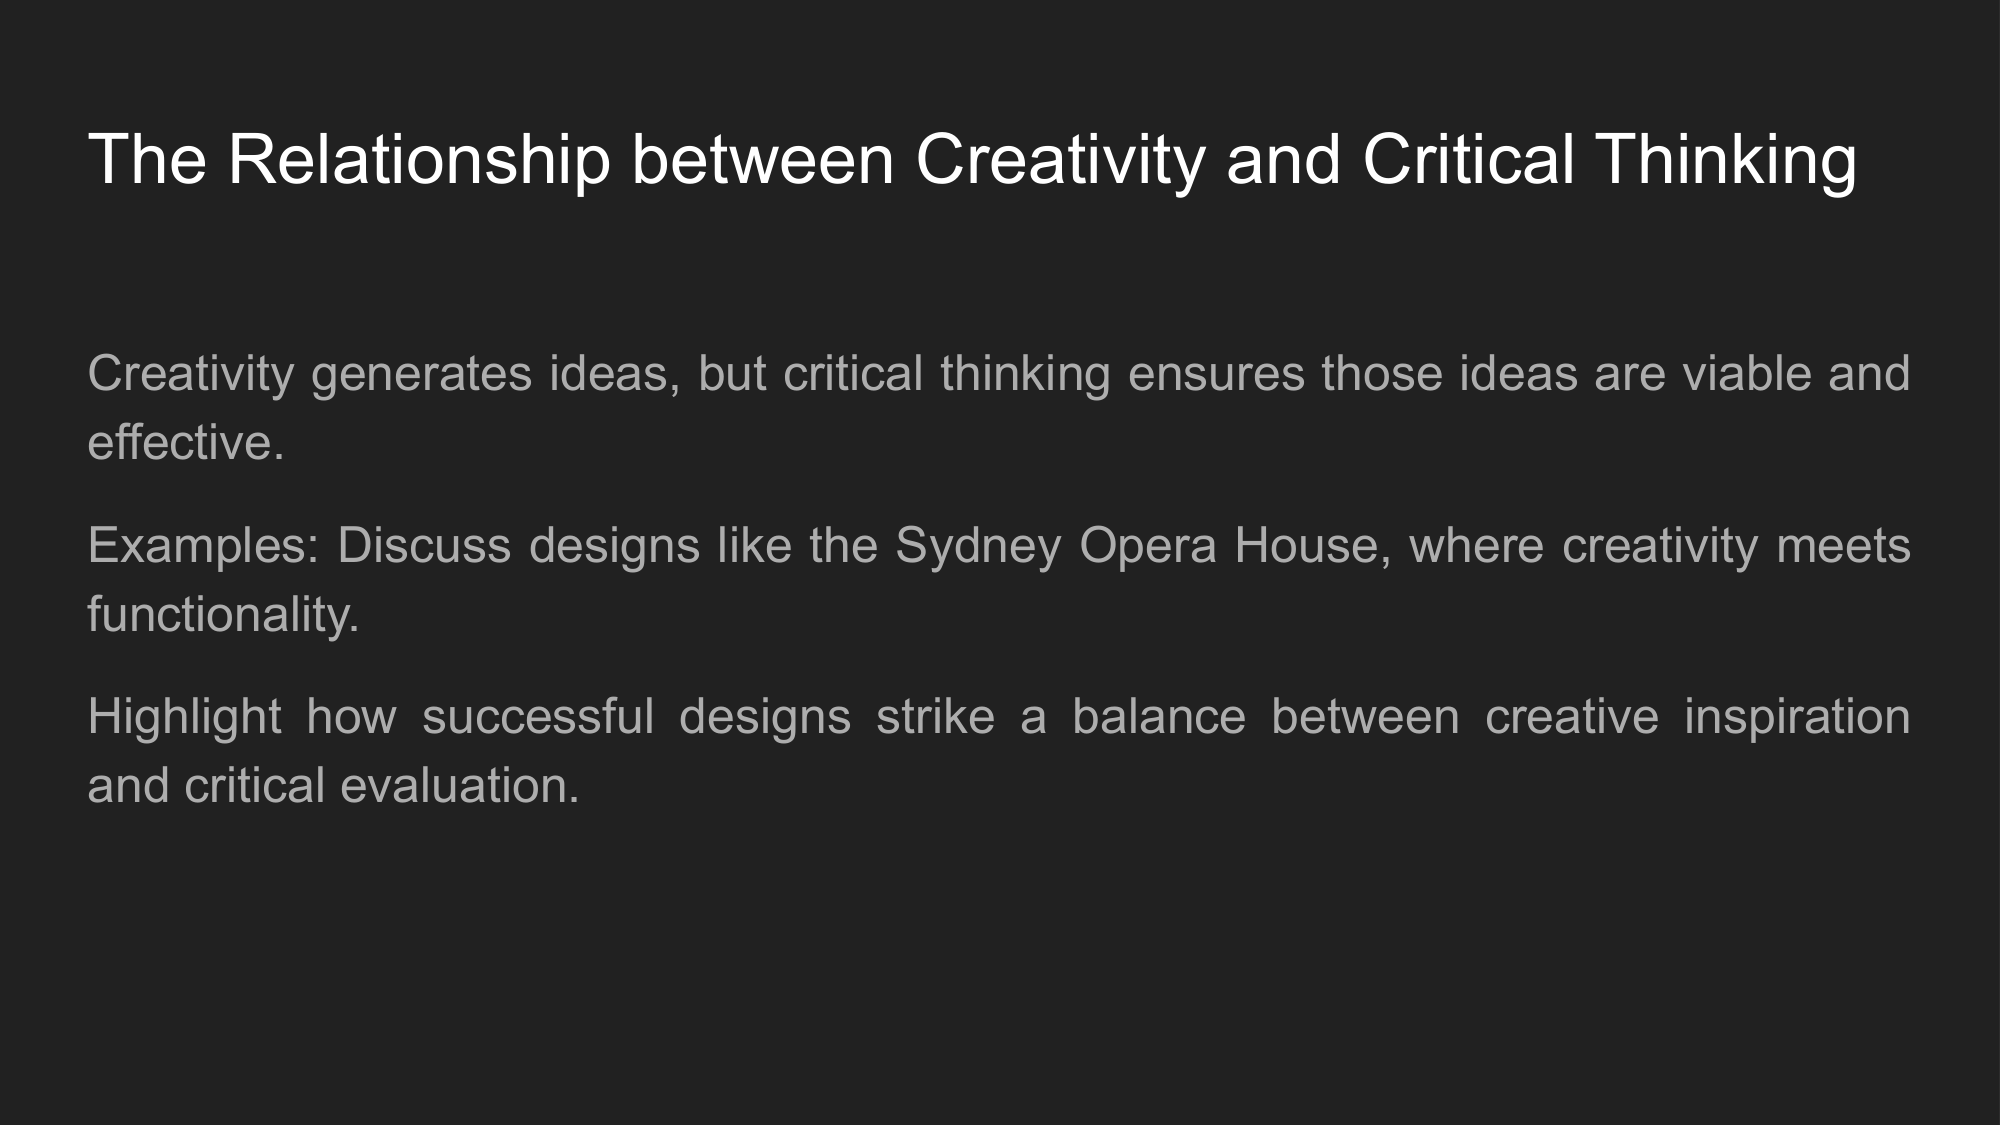 The Relationship between Creativity and Critical Thinking
Creativity generates ideas, but critical thinking ensures those ideas are viable and
effective.
Examples: Discuss designs like the Sydney Opera House, where creativity meets
functionality.
Highlight how successful designs strike a balance between creative inspiration
and critical evaluation.